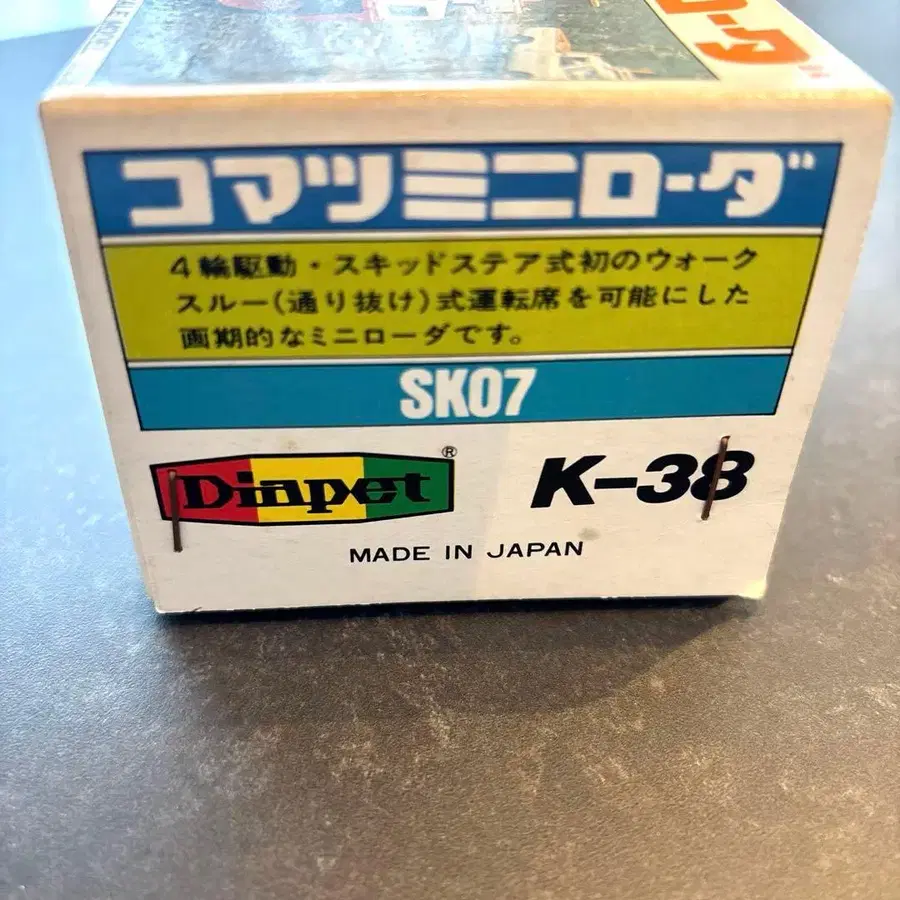 ロータ
コマツミニローダ
4輪駆動・スキッドステア式初のウォーク
スルー(通り抜け)式運転席を可能にした
画期的なミニローダです。
SK07
Diapet®
K-38
MADE IN JAPAN